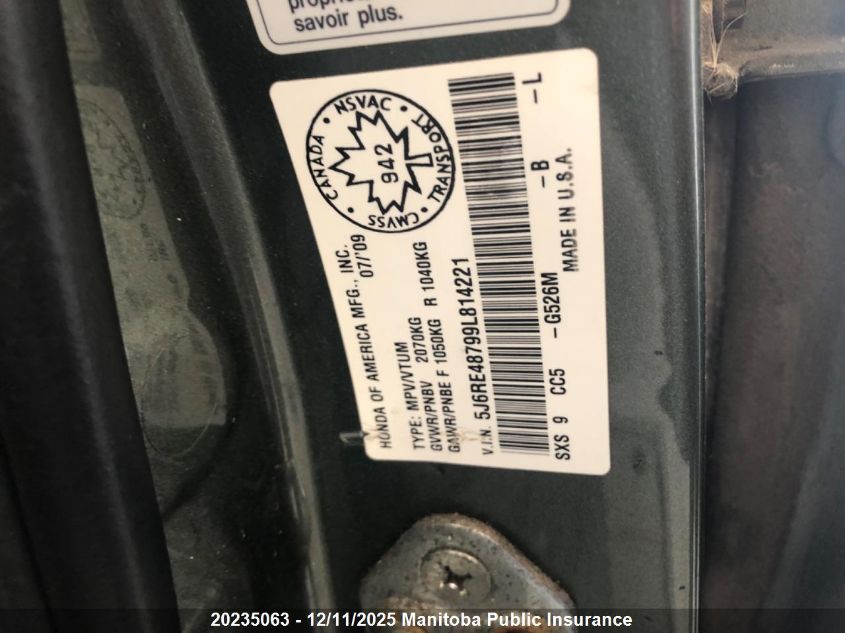 propriét
savoir plus.
CANADA · NSVAC · TRANSPORT · CMVSS
942
HONDA OF AMERICA MFG., INC. 07/'09
TYPE: MPV/VTUM
GVWR/PNBV 2070KG
GAWR/PNBE F 1050KG R 1040KG
V.I.N. 5J6RE48799L814221
SXS 9 CC5 -G526M -B -L
MADE IN U.S.A.
20235063 - 12/11/2025 Manitoba Public Insurance